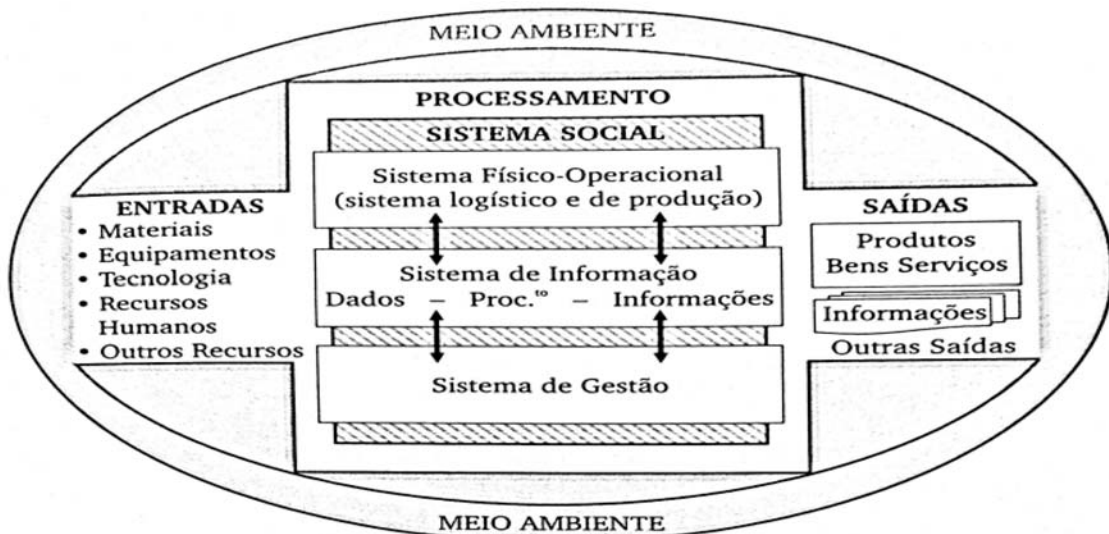 MEIO AMBIENTE
PROCESSAMENTO
SISTEMA SOCIAL
Sistema Físico-Operacional
(sistema logístico e de produção)
Sistema de Informação
Dados – Proc.ᵗᵒ – Informações
Sistema de Gestão
ENTRADAS
• Materiais
• Equipamentos
• Tecnologia
• Recursos
Humanos
• Outros Recursos
SAÍDAS
Produtos
Bens Serviços
Informações
Outras Saídas
MEIO AMBIENTE